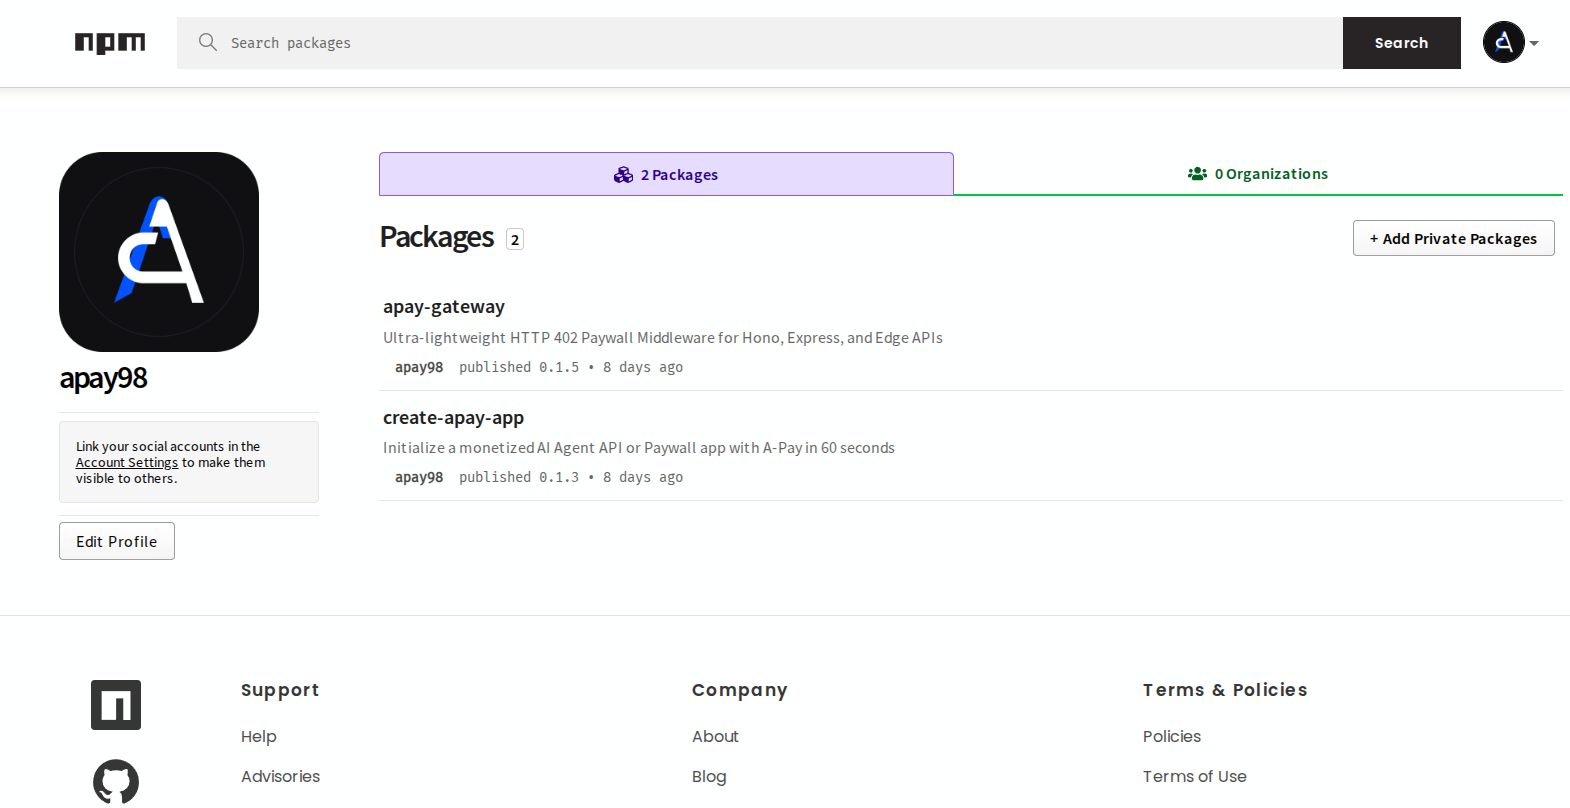 npm
Search packages
Search
2 Packages
0 Organizations
Packages 2
+ Add Private Packages
apay-gateway
Ultra-lightweight HTTP 402 Paywall Middleware for Hono, Express, and Edge APIs
apay98 published 0.1.5 • 8 days ago
create-apay-app
Initialize a monetized AI Agent API or Paywall app with A-Pay in 60 seconds
apay98 published 0.1.3 • 8 days ago
apay98
Link your social accounts in the
Account Settings to make them
visible to others.
Edit Profile
Support
Help
Advisories
Company
About
Blog
Terms & Policies
Policies
Terms of Use